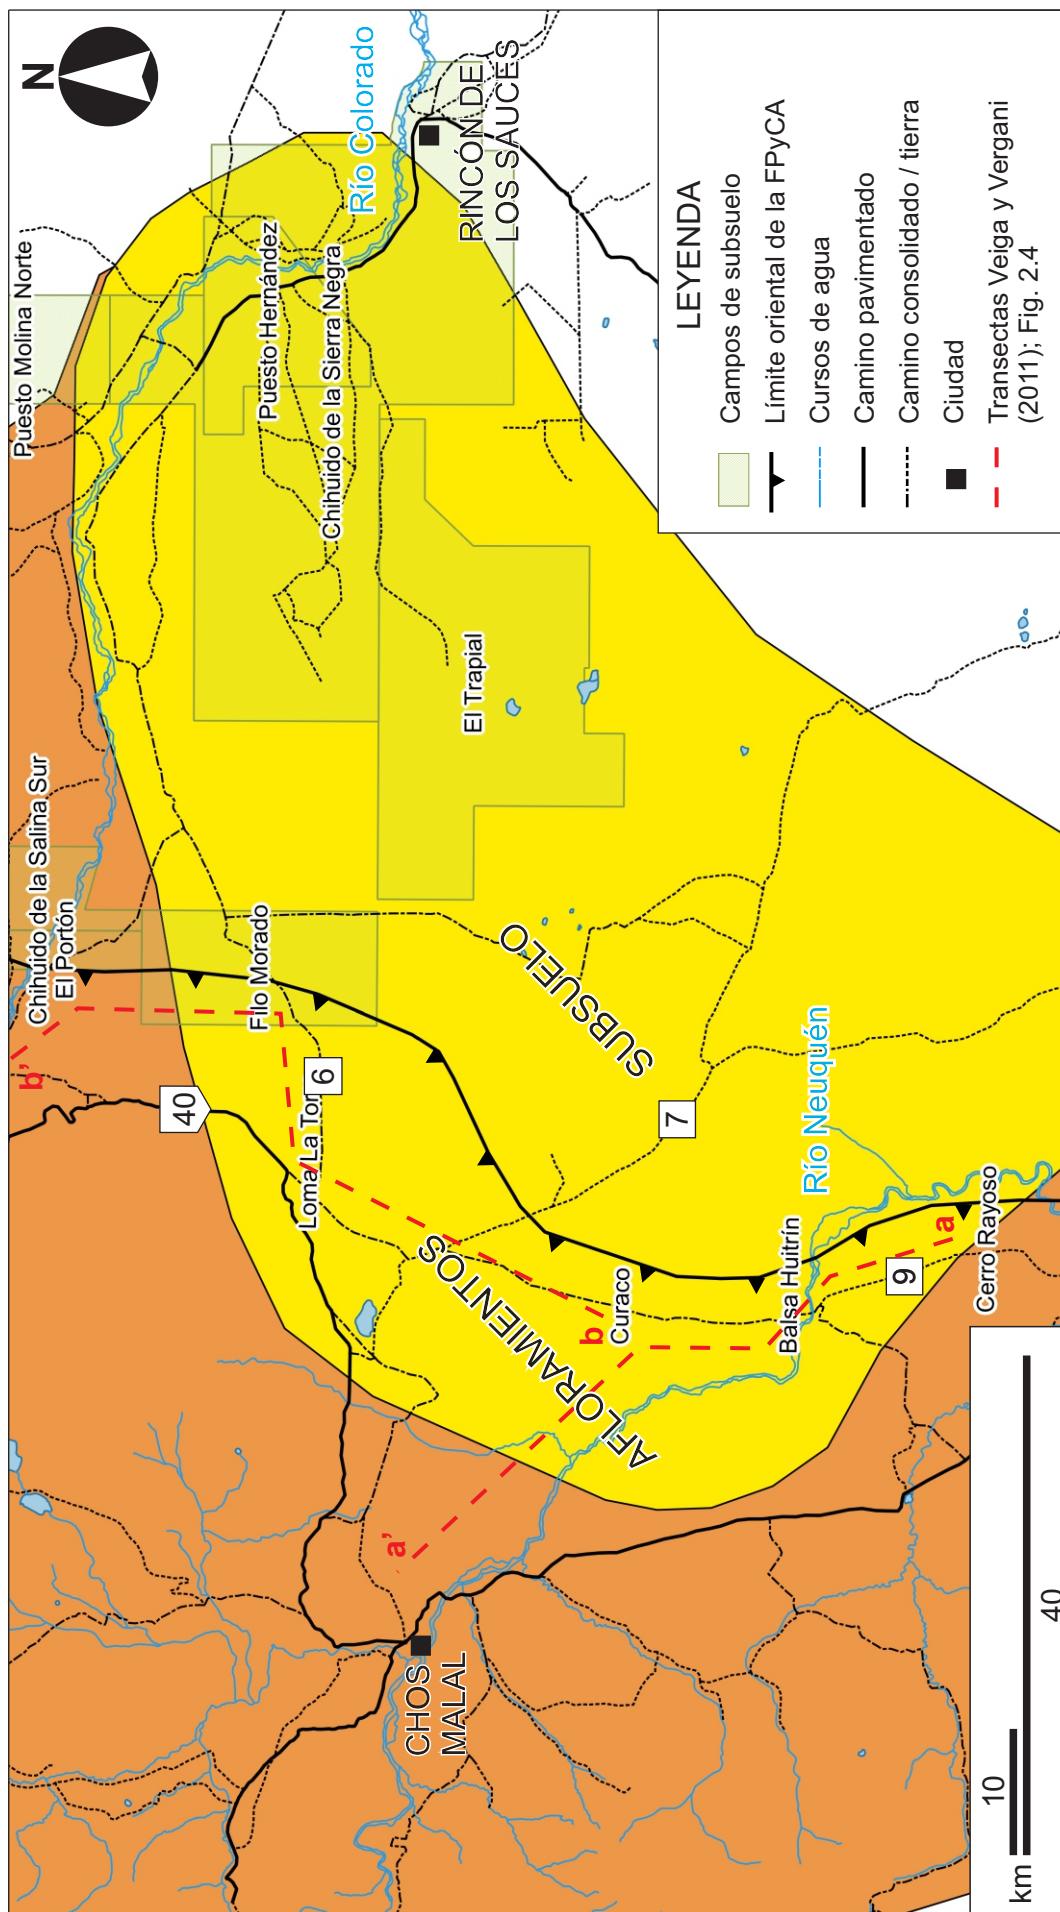 N
Puesto Molina Norte
Río Colorado
RINCÓN DE
LOS SAUCES
Puesto Hernández
Chihuido de la Sierra Negra
El Trapial
Chihuido de la Salina Sur
El Portón
Filo Morado
b'
40
6
Loma La Tor
SUBSUELO
7
AFLORAMIENTOS
Río Neuquén
b
Curaco
Balsa Huitrín
a
9
Cerro Rayoso
a'
CHOS
MALAL
LEYENDA
Campos de subsuelo
Límite oriental de la FPyCA
Cursos de agua
Camino pavimentado
Camino consolidado / tierra
Ciudad
Transectas Veiga y Vergani
(2011); Fig. 2.4
10
km
40